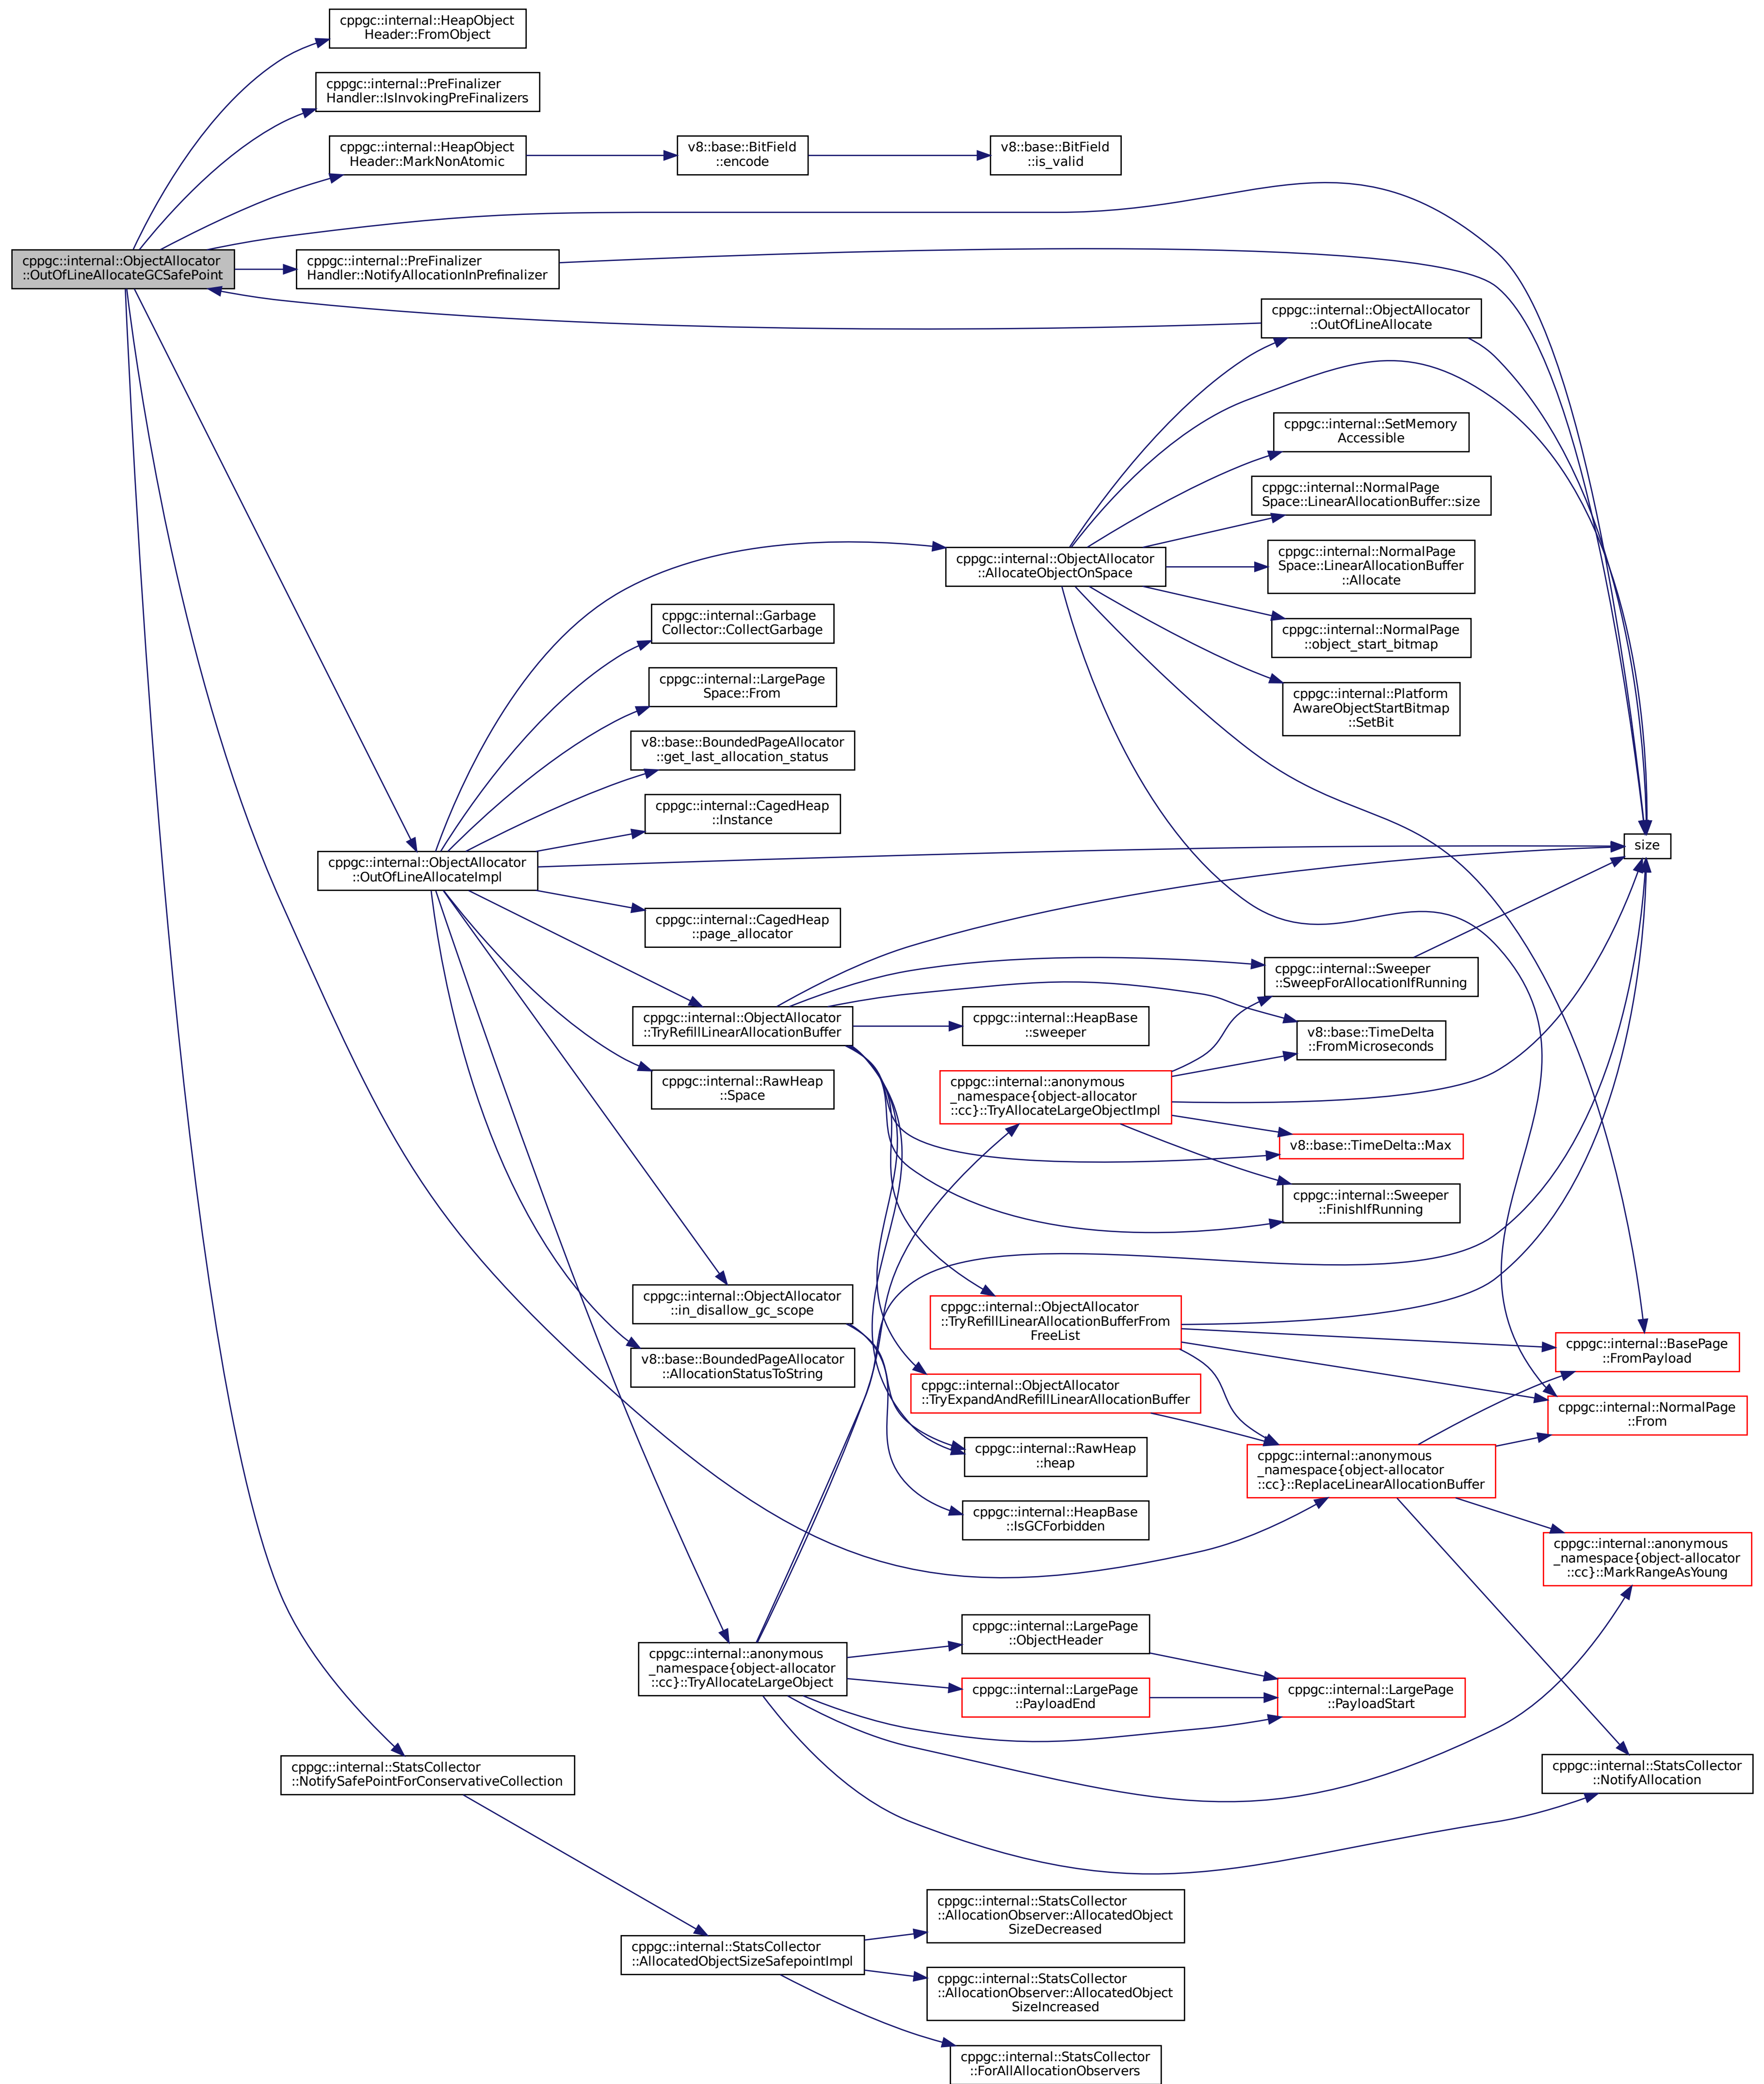 cppgc::internal::HeapObject
Header::FromObject
cppgc::internal::PreFinalizer
Handler::IsInvokingPreFinalizers
cppgc::internal::HeapObject
Header::MarkNonAtomic
v8::base::BitField
::encode
v8::base::BitField
::is_valid
cppgc::internal::ObjectAllocator
::OutOfLineAllocateGCSafePoint
cppgc::internal::PreFinalizer
Handler::NotifyAllocationInPrefinalizer
cppgc::internal::ObjectAllocator
::OutOfLineAllocate
cppgc::internal::SetMemory
Accessible
cppgc::internal::NormalPage
Space::LinearAllocationBuffer::size
cppgc::internal::ObjectAllocator
::AllocateObjectOnSpace
cppgc::internal::NormalPage
Space::LinearAllocationBuffer
::Allocate
cppgc::internal::Garbage
Collector::CollectGarbage
cppgc::internal::NormalPage
::object_start_bitmap
cppgc::internal::LargePage
Space::From
cppgc::internal::Platform
AwareObjectStartBitmap
::SetBit
v8::base::BoundedPageAllocator
::get_last_allocation_status
cppgc::internal::CagedHeap
::Instance
size
cppgc::internal::ObjectAllocator
::OutOfLineAllocateImpl
cppgc::internal::CagedHeap
::page_allocator
cppgc::internal::Sweeper
::SweepForAllocationIfRunning
cppgc::internal::ObjectAllocator
::TryRefillLinearAllocationBuffer
cppgc::internal::HeapBase
::sweeper
v8::base::TimeDelta
::FromMicroseconds
cppgc::internal::RawHeap
::Space
cppgc::internal::anonymous
_namespace{object-allocator
::cc}::TryAllocateLargeObjectImpl
v8::base::TimeDelta::Max
cppgc::internal::Sweeper
::FinishIfRunning
cppgc::internal::ObjectAllocator
::in_disallow_gc_scope
cppgc::internal::ObjectAllocator
::TryRefillLinearAllocationBufferFrom
FreeList
cppgc::internal::BasePage
::FromPayload
v8::base::BoundedPageAllocator
::AllocationStatusToString
cppgc::internal::ObjectAllocator
::TryExpandAndRefillLinearAllocationBuffer
cppgc::internal::NormalPage
::From
cppgc::internal::RawHeap
::heap
cppgc::internal::anonymous
_namespace{object-allocator
::cc}::ReplaceLinearAllocationBuffer
cppgc::internal::HeapBase
::IsGCForbidden
cppgc::internal::anonymous
_namespace{object-allocator
::cc}::MarkRangeAsYoung
cppgc::internal::LargePage
::ObjectHeader
cppgc::internal::anonymous
_namespace{object-allocator
::cc}::TryAllocateLargeObject
cppgc::internal::LargePage
::PayloadEnd
cppgc::internal::LargePage
::PayloadStart
cppgc::internal::StatsCollector
::NotifySafePointForConservativeCollection
cppgc::internal::StatsCollector
::NotifyAllocation
cppgc::internal::StatsCollector
::AllocationObserver::AllocatedObject
SizeDecreased
cppgc::internal::StatsCollector
::AllocatedObjectSizeSafepointImpl
cppgc::internal::StatsCollector
::AllocationObserver::AllocatedObject
SizeIncreased
cppgc::internal::StatsCollector
::ForAllAllocationObservers